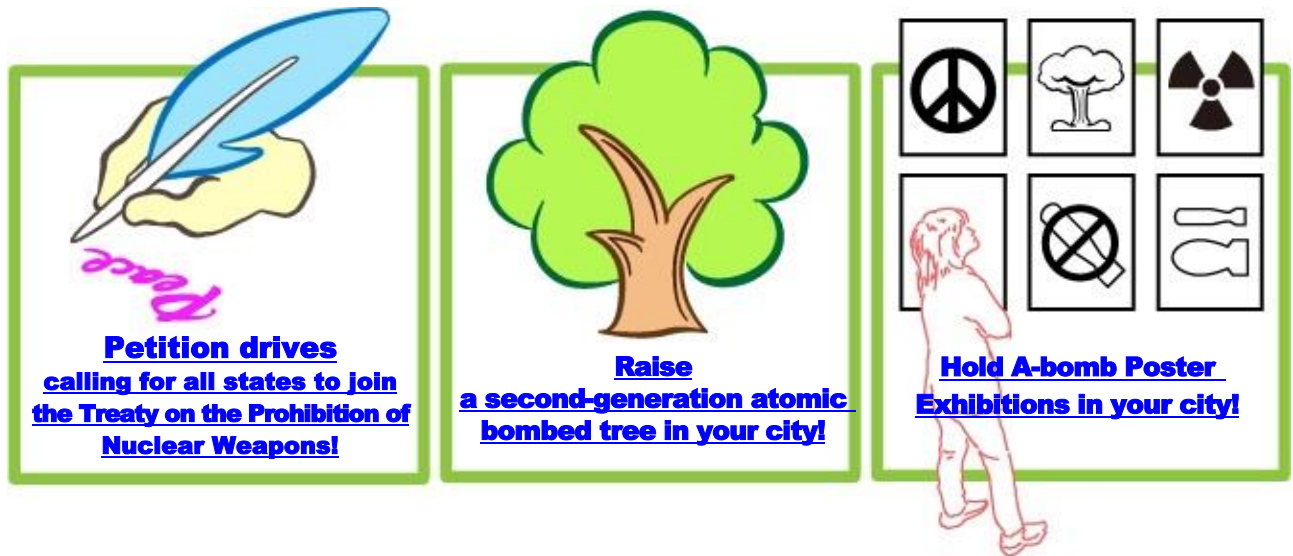 Peace
Petition drives
calling for all states to join
the Treaty on the Prohibition of
Nuclear Weapons!
Raise
a second-generation atomic
bombed tree in your city!
Hold A-bomb Poster
Exhibitions in your city!